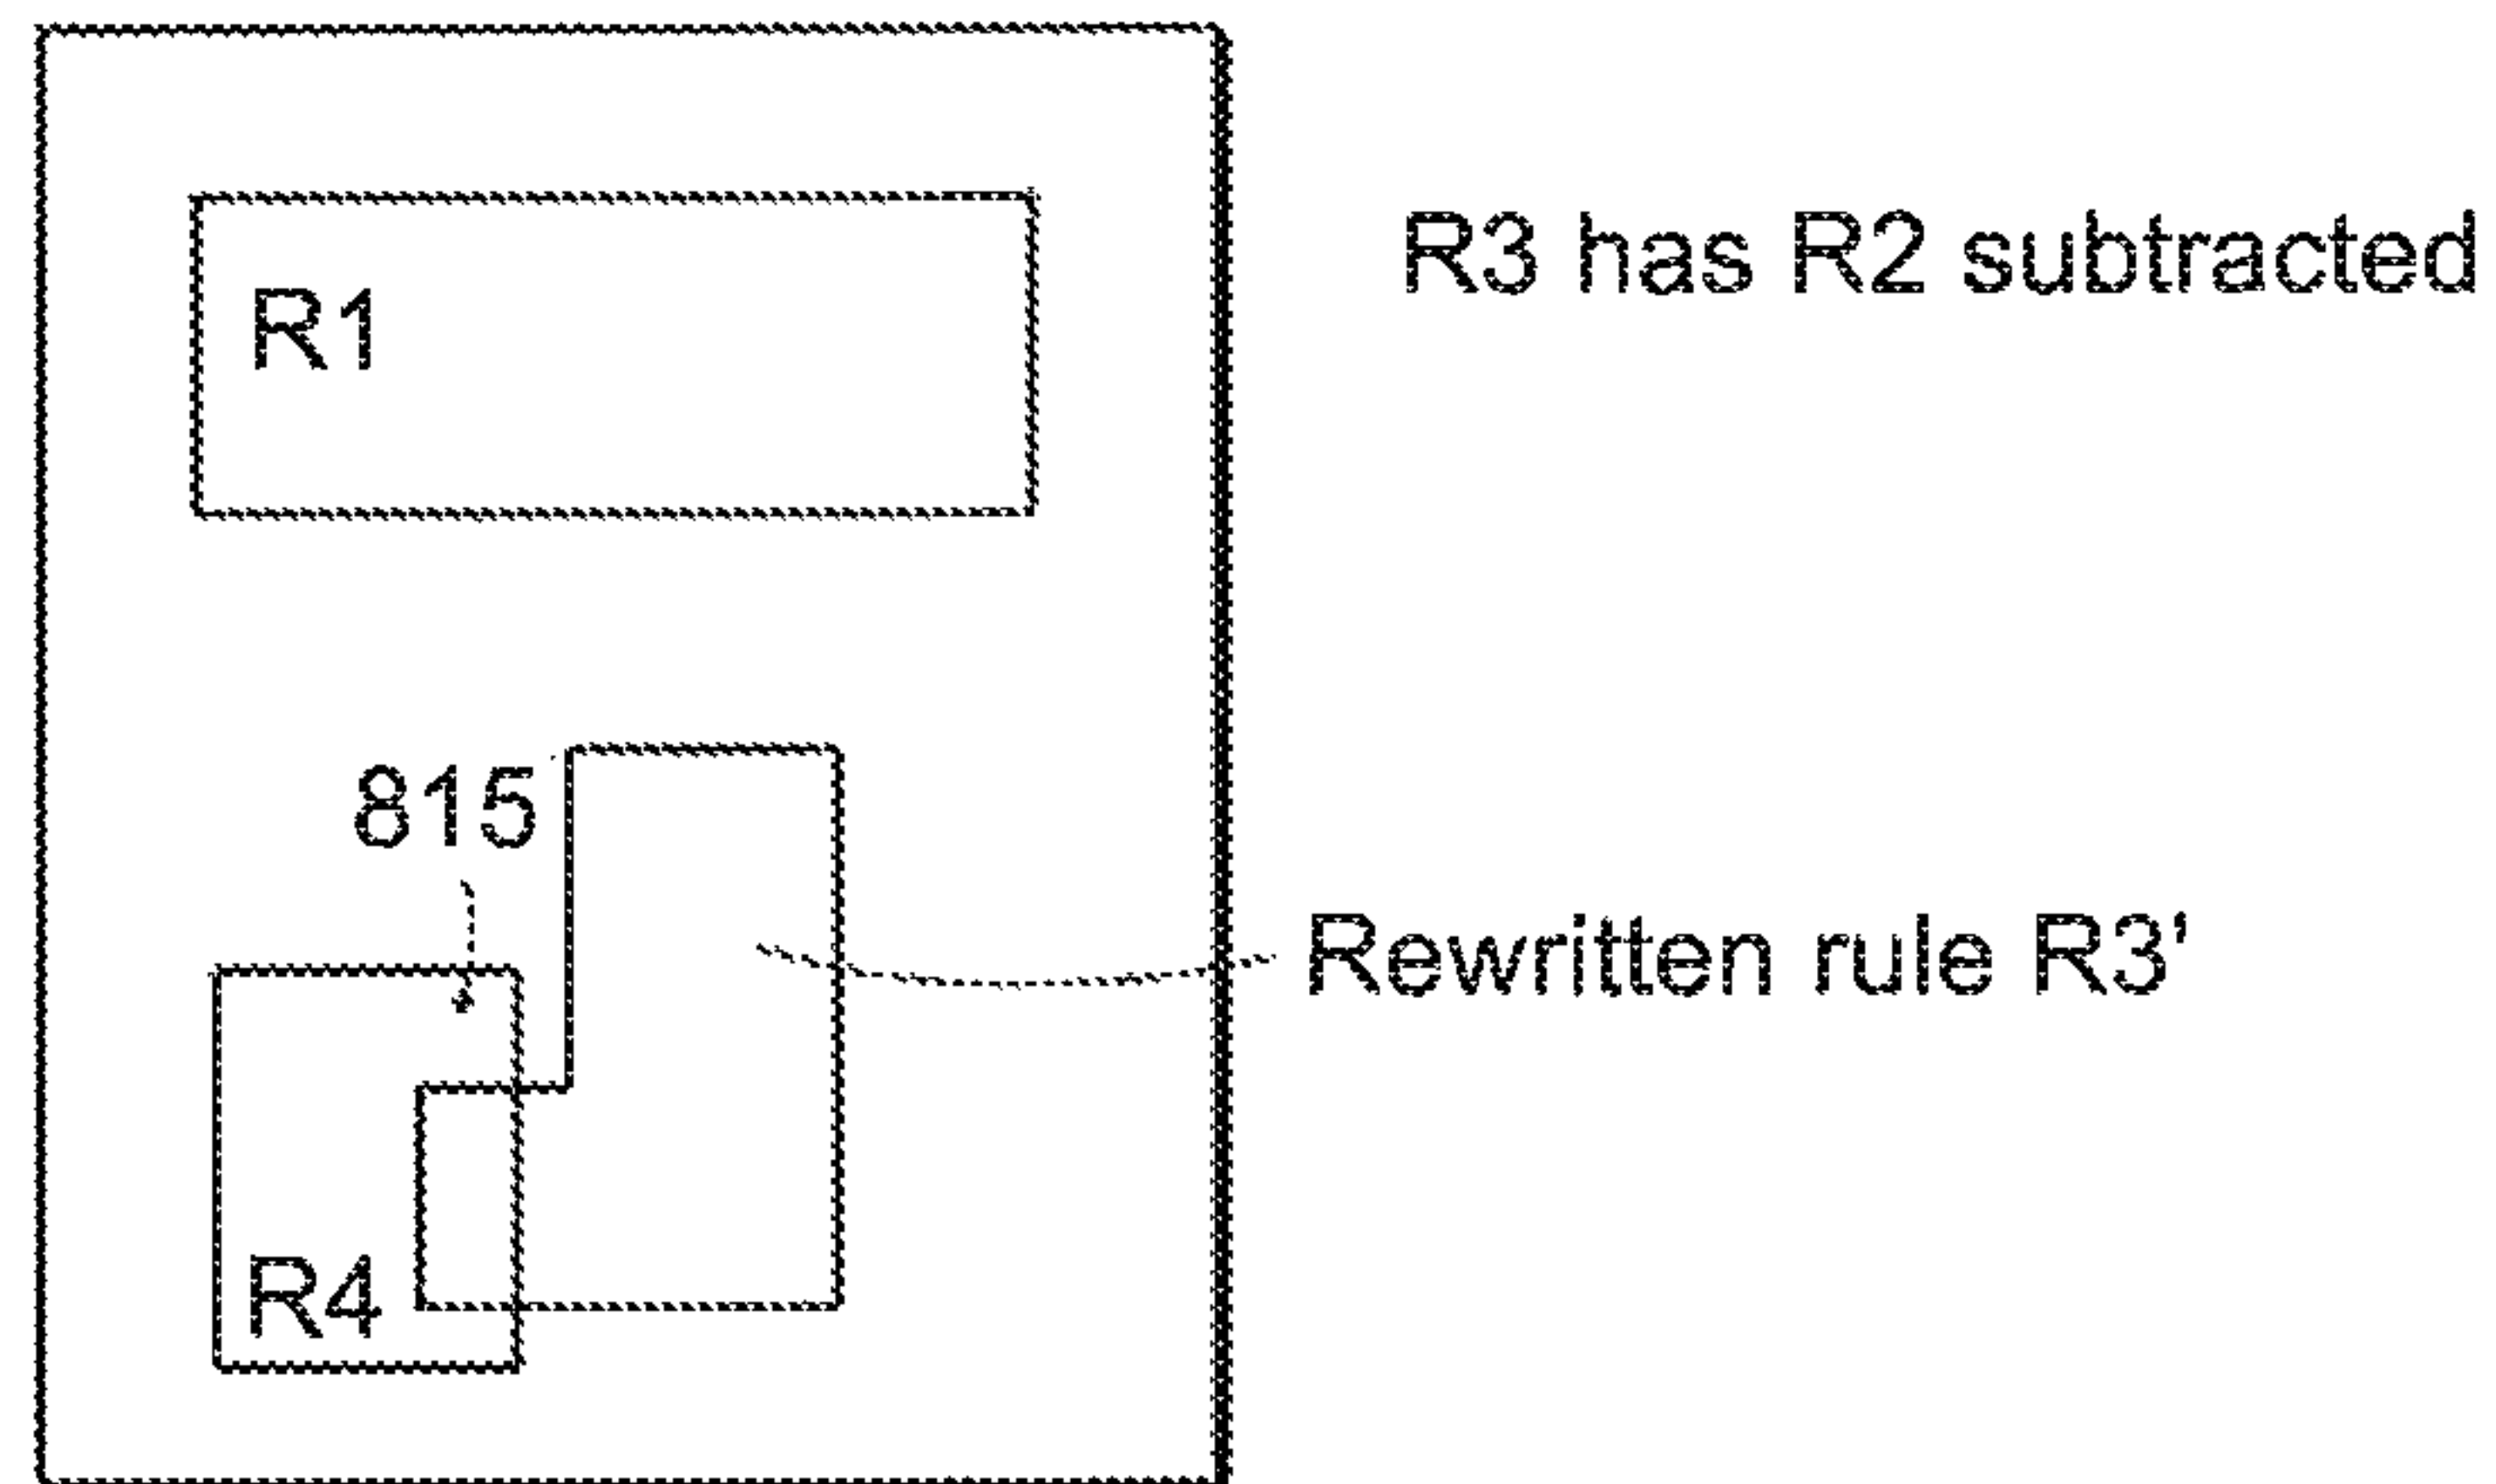 R3 has R2 subtracted
R1
815
Rewritten rule R3'
R4